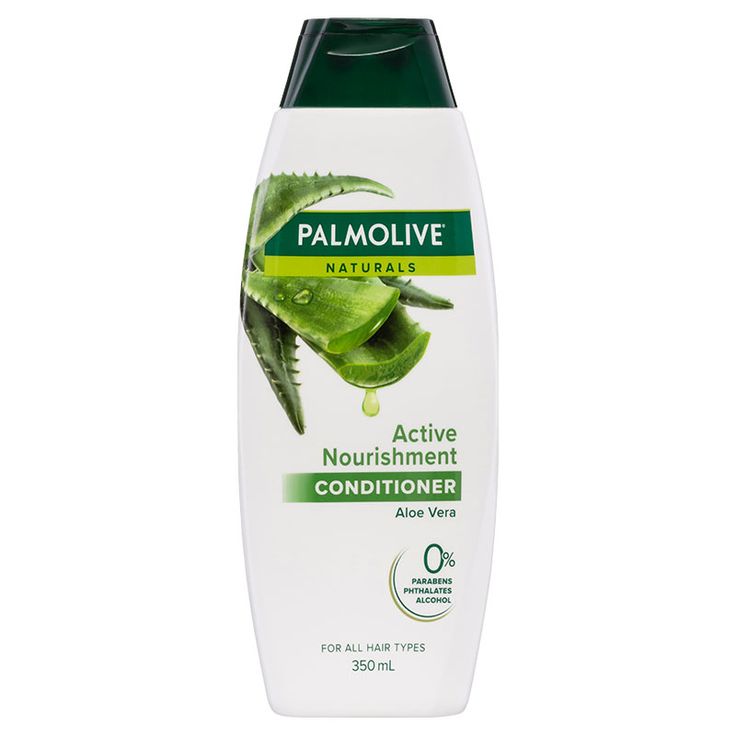 PALMOLIVE®
NATURALS
Active
Nourishment
CONDITIONER
Aloe Vera
0%
PARABENS
PHTHALATES
ALCOHOL
FOR ALL HAIR TYPES
350 mL